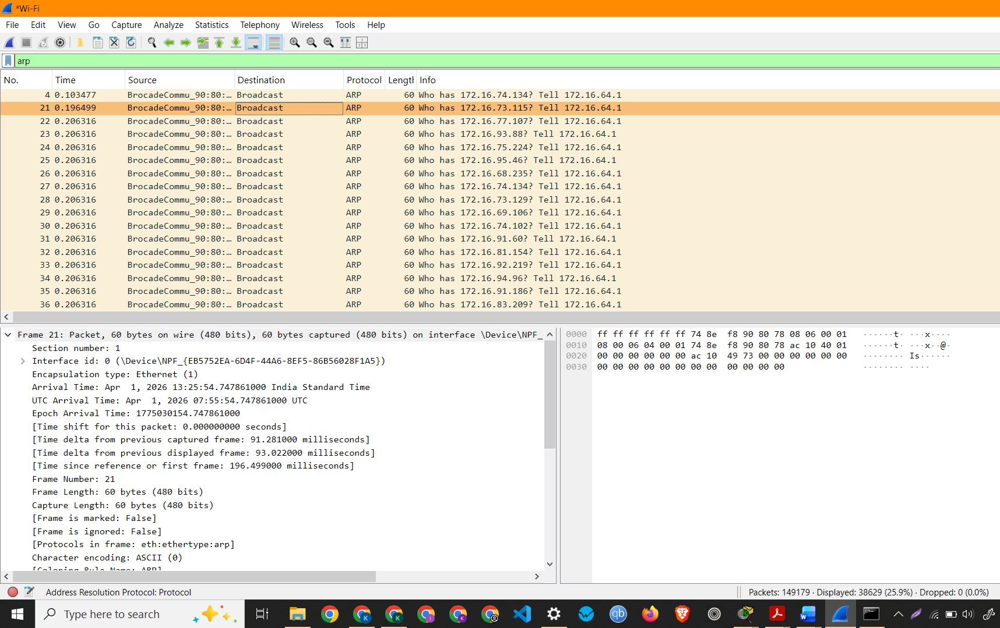 *Wi-Fi
File Edit View Go Capture Analyze Statistics Telephony Wireless Tools Help
arp
No. Time Source Destination Protocol Length Info
4 0.103477 BrocadeCommu_90:80:… Broadcast ARP 60 Who has 172.16.74.134? Tell 172.16.64.1
21 0.196499 BrocadeCommu_90:80:… Broadcast ARP 60 Who has 172.16.73.115? Tell 172.16.64.1
22 0.206316 BrocadeCommu_90:80:… Broadcast ARP 60 Who has 172.16.77.107? Tell 172.16.64.1
23 0.206316 BrocadeCommu_90:80:… Broadcast ARP 60 Who has 172.16.93.88? Tell 172.16.64.1
24 0.206316 BrocadeCommu_90:80:… Broadcast ARP 60 Who has 172.16.75.224? Tell 172.16.64.1
25 0.206316 BrocadeCommu_90:80:… Broadcast ARP 60 Who has 172.16.95.46? Tell 172.16.64.1
26 0.206316 BrocadeCommu_90:80:… Broadcast ARP 60 Who has 172.16.68.235? Tell 172.16.64.1
27 0.206316 BrocadeCommu_90:80:… Broadcast ARP 60 Who has 172.16.74.134? Tell 172.16.64.1
28 0.206316 BrocadeCommu_90:80:… Broadcast ARP 60 Who has 172.16.73.129? Tell 172.16.64.1
29 0.206316 BrocadeCommu_90:80:… Broadcast ARP 60 Who has 172.16.69.106? Tell 172.16.64.1
30 0.206316 BrocadeCommu_90:80:… Broadcast ARP 60 Who has 172.16.74.102? Tell 172.16.64.1
31 0.206316 BrocadeCommu_90:80:… Broadcast ARP 60 Who has 172.16.91.60? Tell 172.16.64.1
32 0.206316 BrocadeCommu_90:80:… Broadcast ARP 60 Who has 172.16.81.154? Tell 172.16.64.1
33 0.206316 BrocadeCommu_90:80:… Broadcast ARP 60 Who has 172.16.92.219? Tell 172.16.64.1
34 0.206316 BrocadeCommu_90:80:… Broadcast ARP 60 Who has 172.16.94.96? Tell 172.16.64.1
35 0.206316 BrocadeCommu_90:80:… Broadcast ARP 60 Who has 172.16.91.186? Tell 172.16.64.1
36 0.206316 BrocadeCommu_90:80:… Broadcast ARP 60 Who has 172.16.83.209? Tell 172.16.64.1
Frame 21: Packet, 60 bytes on wire (480 bits), 60 bytes captured (480 bits) on interface \Device\NPF_
Section number: 1
Interface id: 0 (\Device\NPF_{EB5752EA-6D4F-44A6-8EF5-86B56028F1A5})
Encapsulation type: Ethernet (1)
Arrival Time: Apr  1, 2026 13:25:54.747861000 India Standard Time
UTC Arrival Time: Apr  1, 2026 07:55:54.747861000 UTC
Epoch Arrival Time: 1775030154.747861000
[Time shift for this packet: 0.000000000 seconds]
[Time delta from previous captured frame: 91.281000 milliseconds]
[Time delta from previous displayed frame: 93.022000 milliseconds]
[Time since reference or first frame: 196.499000 milliseconds]
Frame Number: 21
Frame Length: 60 bytes (480 bits)
Capture Length: 60 bytes (480 bits)
[Frame is marked: False]
[Frame is ignored: False]
[Protocols in frame: eth:ethertype:arp]
Character encoding: ASCII (0)
[Coloring Rule Name: ARP]
0000 ff ff ff ff ff ff 74 8e f8 90 80 78 08 06 00 01 ······t· ···x····
0010 08 00 06 04 00 01 74 8e f8 90 80 78 ac 10 40 01 ······t· ···x··@·
0020 00 00 00 00 00 00 ac 10 49 73 00 00 00 00 00 00 ········ Is······
0030 00 00 00 00 00 00 00 00 00 00 00 00 ········ ····
Address Resolution Protocol: Protocol
Packets: 149179 · Displayed: 38629 (25.9%) · Dropped: 0 (0.0%)
Type here to search
K K K qb